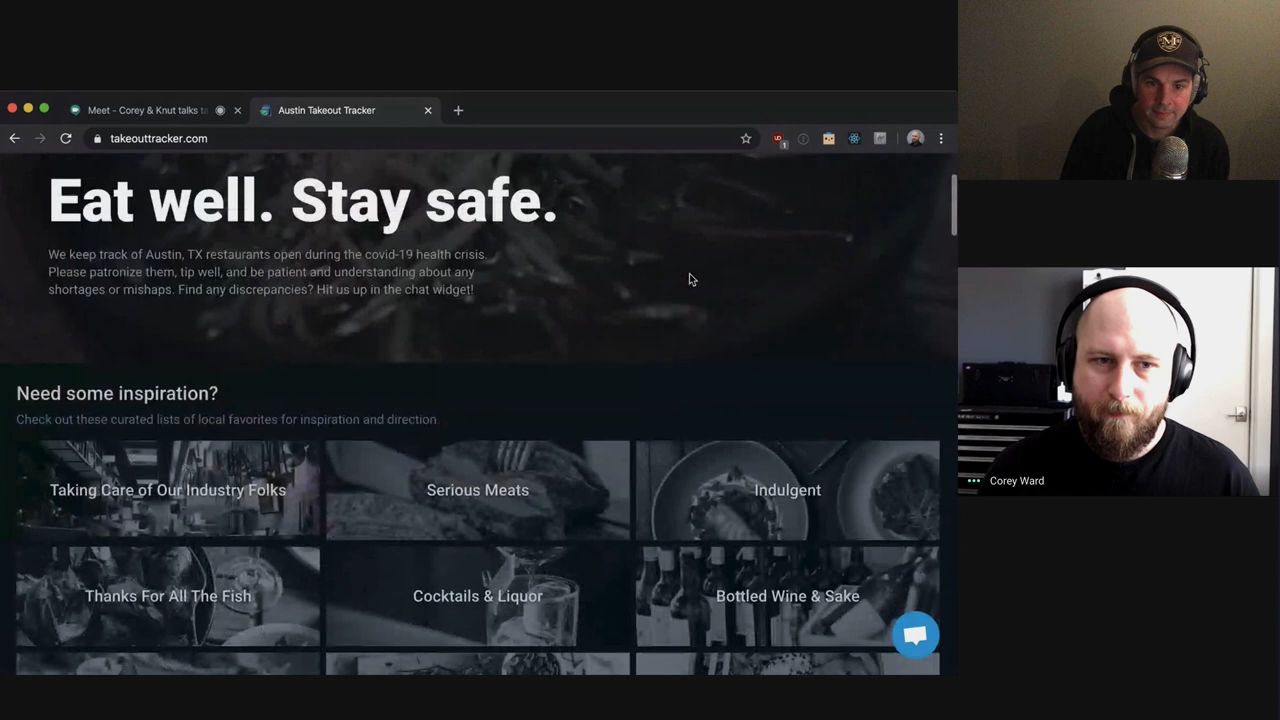 Meet - Corey & Knut talks ta
Austin Takeout Tracker
takeouttracker.com
Eat well. Stay safe.
We keep track of Austin, TX restaurants open during the covid-19 health crisis.
Please patronize them, tip well, and be patient and understanding about any
shortages or mishaps. Find any discrepancies? Hit us up in the chat widget!
Need some inspiration?
Check out these curated lists of local favorites for inspiration and direction.
Taking Care of Our Industry Folks
Serious Meats
Indulgent
Thanks For All The Fish
Cocktails & Liquor
Bottled Wine & Sake
Corey Ward
M
1